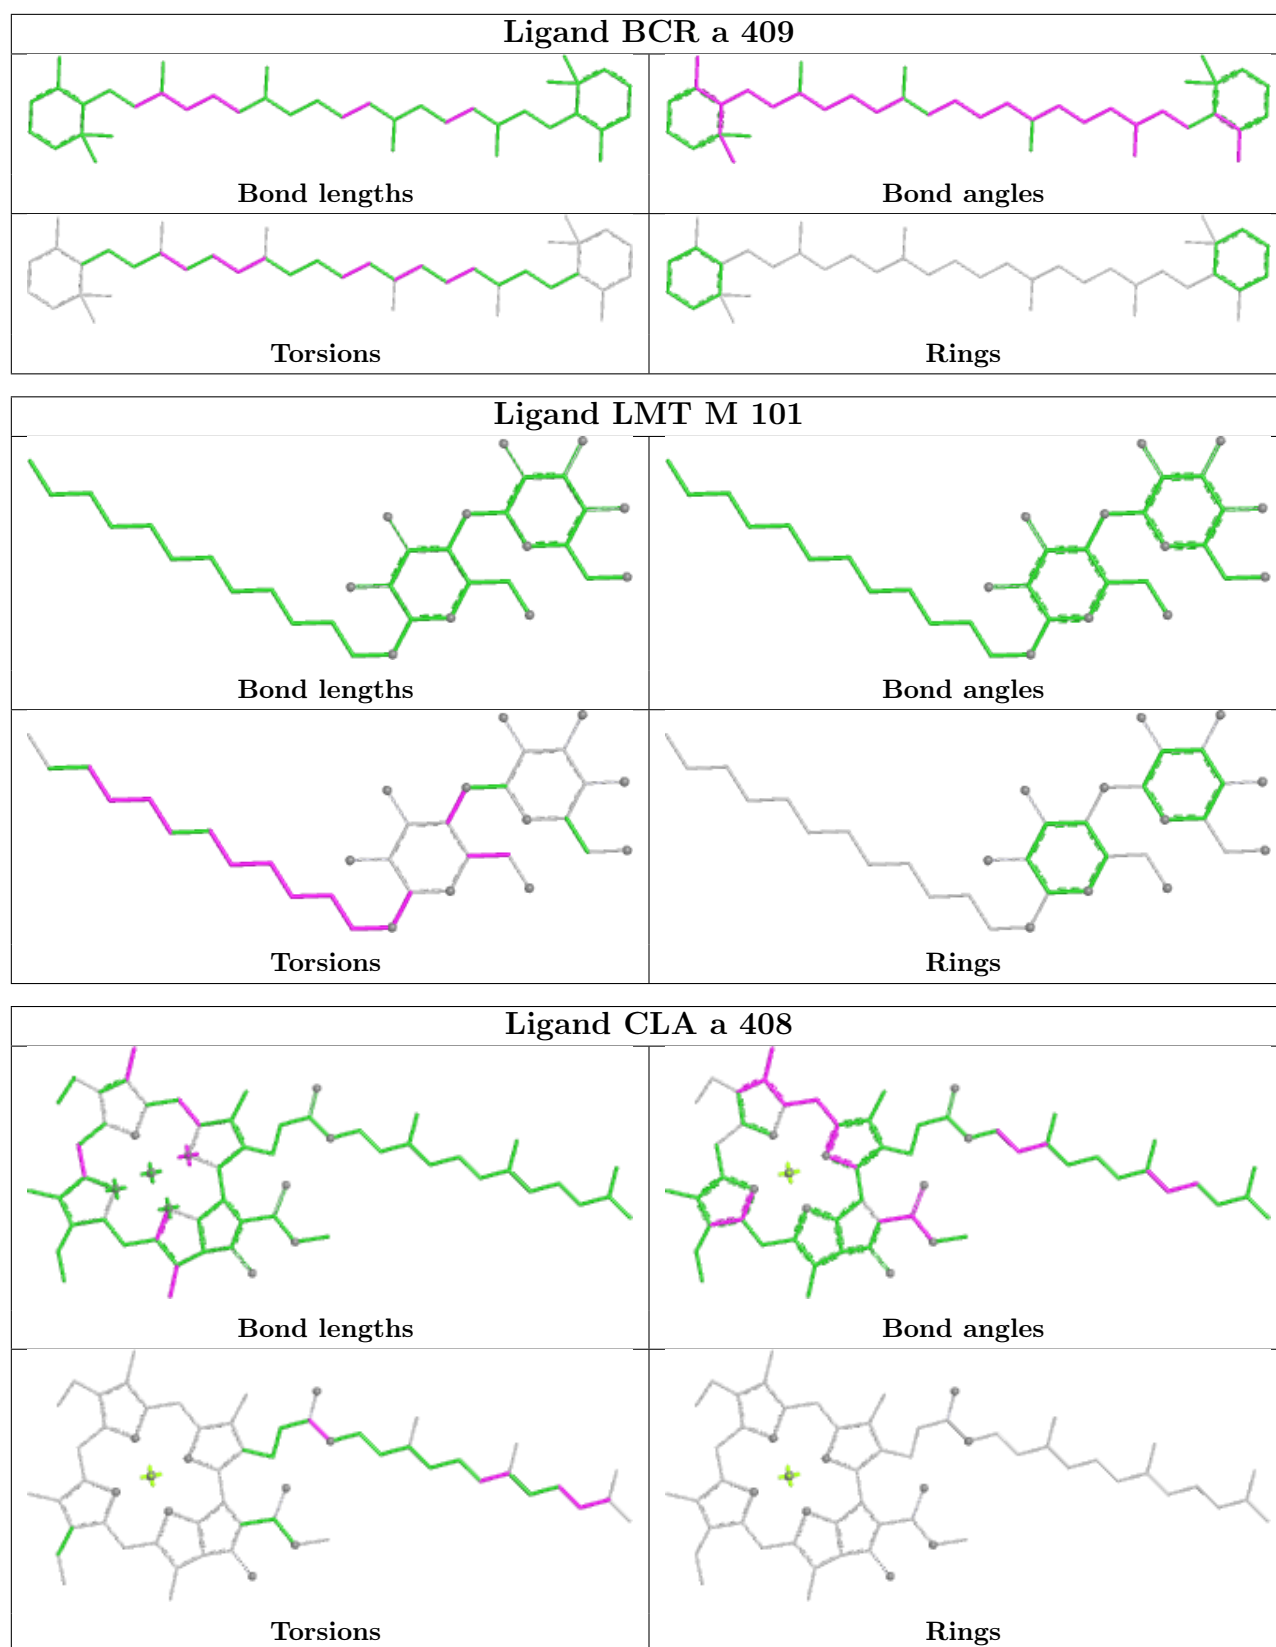 Ligand BCR a 409
Bond lengths
Bond angles
Torsions
Rings
Ligand LMT M 101
Bond lengths
Bond angles
Torsions
Rings
Ligand CLA a 408
Bond lengths
Bond angles
Torsions
Rings